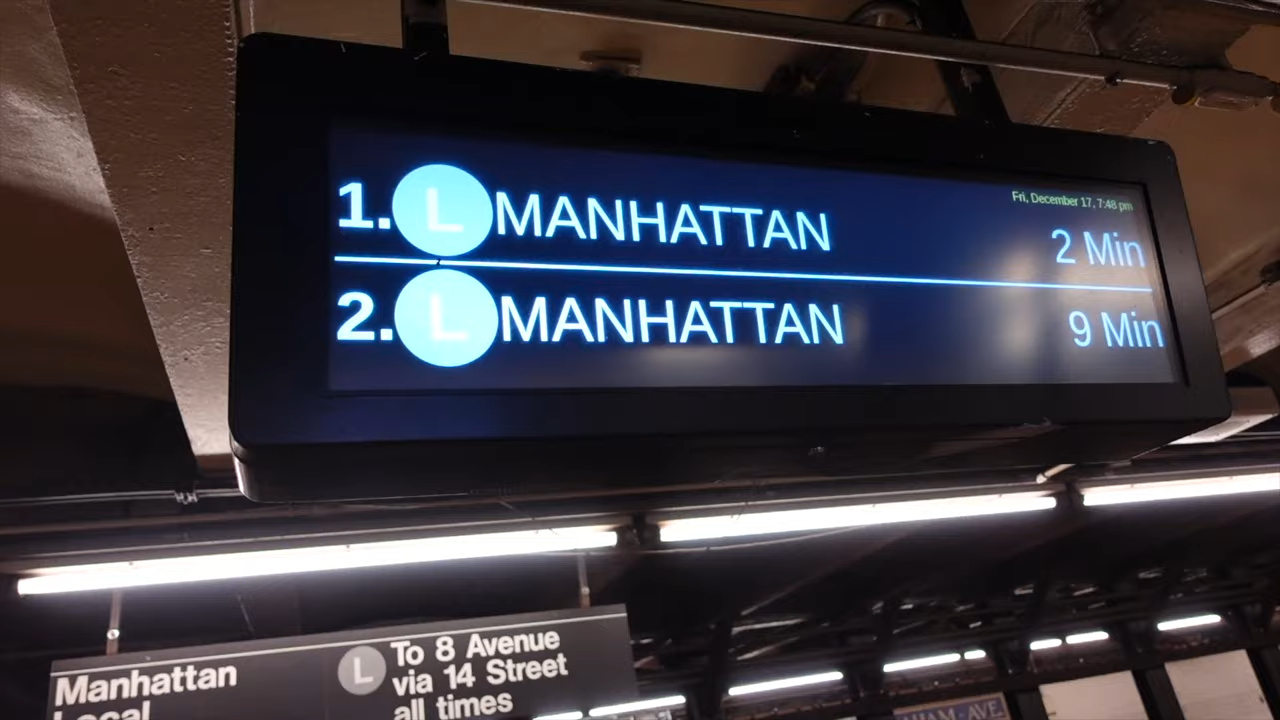 Fri, December 17, 7:48 pm
1. L MANHATTAN 2 Min
2. L MANHATTAN 9 Min
Manhattan
Local
L
To 8 Avenue
via 14 Street
all times